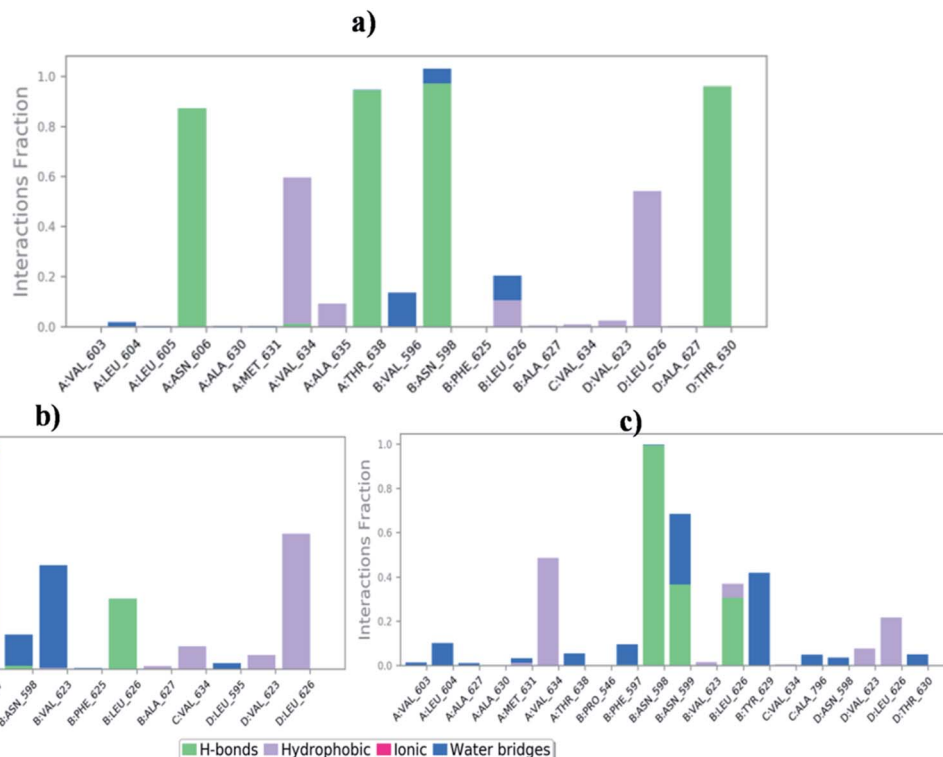 a)
Interactions Fraction
1.0
0.8
0.6
0.4
0.2
0.0
A:VAL_603
A:LEU_604
A:LEU_605
A:ASN_606
A:ALA_630
A:MET_631
A:VAL_634
A:ALA_635
A:THR_638
B:VAL_596
B:ASN_598
B:PHE_625
B:LEU_626
B:ALA_627
C:VAL_634
D:VAL_623
D:LEU_626
D:ALA_627
D:THR_630
b)
B:ASN_598
B:VAL_623
B:PHE_625
B:LEU_626
B:ALA_627
C:VAL_634
D:LEU_595
D:VAL_623
D:LEU_626
c)
Interactions Fraction
1.0
0.8
0.6
0.4
0.2
0.0
A:VAL_603
A:LEU_604
A:ALA_627
A:ALA_630
A:MET_631
A:VAL_634
A:THR_638
B:PRO_546
B:PHE_597
B:ASN_598
B:ASN_599
B:VAL_623
B:LEU_626
B:TYR_629
C:VAL_634
C:ALA_796
D:ASN_598
D:VAL_623
D:LEU_626
D:THR_630
H-bonds Hydrophobic Ionic Water bridges